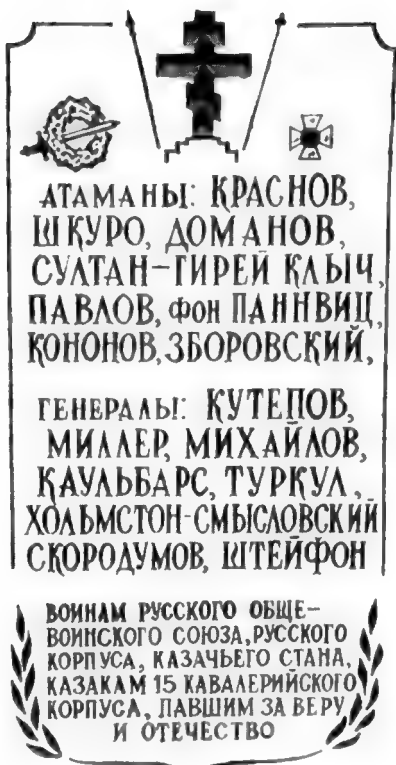 АТАМАНЫ: КРАСНОВ,
ШКУРО, ДОМАНОВ,
СУЛТАН-ГИРЕЙ КЛЫЧ,
ПАВЛОВ, ФОН ПАННВИЦ,
КОНОНОВ, ЗБОРОВСКИЙ,
ГЕНЕРАЛЫ: КУТЕПОВ,
МИЛЛЕР, МИХАЙЛОВ,
КАУЛЬБАРС, ТУРКУЛ,
ХОЛЬМСТОН-СМЫСЛОВСКИЙ
СКОРОДУМОВ, ШТЕЙФОН
ВОИНАМ РУССКОГО ОБЩЕ-
ВОИНСКОГО СОЮЗА, РУССКОГО
КОРПУСА, КАЗАЧЬЕГО СТАНА,
КАЗАКАМ 15 КАВАЛЕРИЙСКОГО
КОРПУСА, ПАВШИМ ЗА ВЕРУ
И ОТЕЧЕСТВО